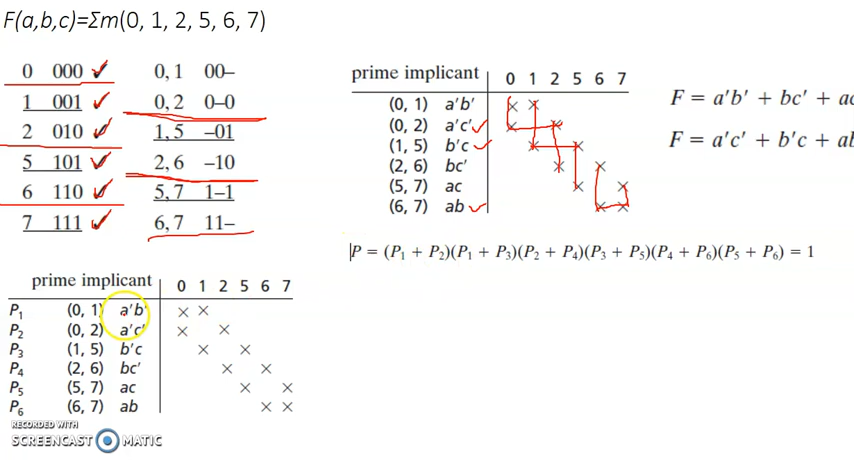 F(a,b,c)=Σm(0, 1, 2, 5, 6, 7)
0 000 ✓ 0, 1 00–
1 001 ✓ 0, 2 0–0
2 010 ✓ 1, 5 –01
5 101 ✓ 2, 6 –10
6 110 ✓ 5, 7 1–1
7 111 ✓ 6, 7 11–
prime implicant 0 1 2 5 6 7
(0, 1) a′b′ × ×
(0, 2) a′c′ ✓ × ×
(1, 5) b′c ✓ × ×
(2, 6) bc′ × ×
(5, 7) ac × ×
(6, 7) ab ✓ × ×
F = a′b′ + bc′ + ac
F = a′c′ + b′c + ab
P = (P₁ + P₂)(P₁ + P₃)(P₂ + P₄)(P₃ + P₅)(P₄ + P₆)(P₅ + P₆) = 1
prime implicant 0 1 2 5 6 7
P₁ (0, 1) a′b′ × ×
P₂ (0, 2) a′c′ × ×
P₃ (1, 5) b′c × ×
P₄ (2, 6) bc′ × ×
P₅ (5, 7) ac × ×
P₆ (6, 7) ab × ×
RECORDED WITH
SCREENCAST MATIC